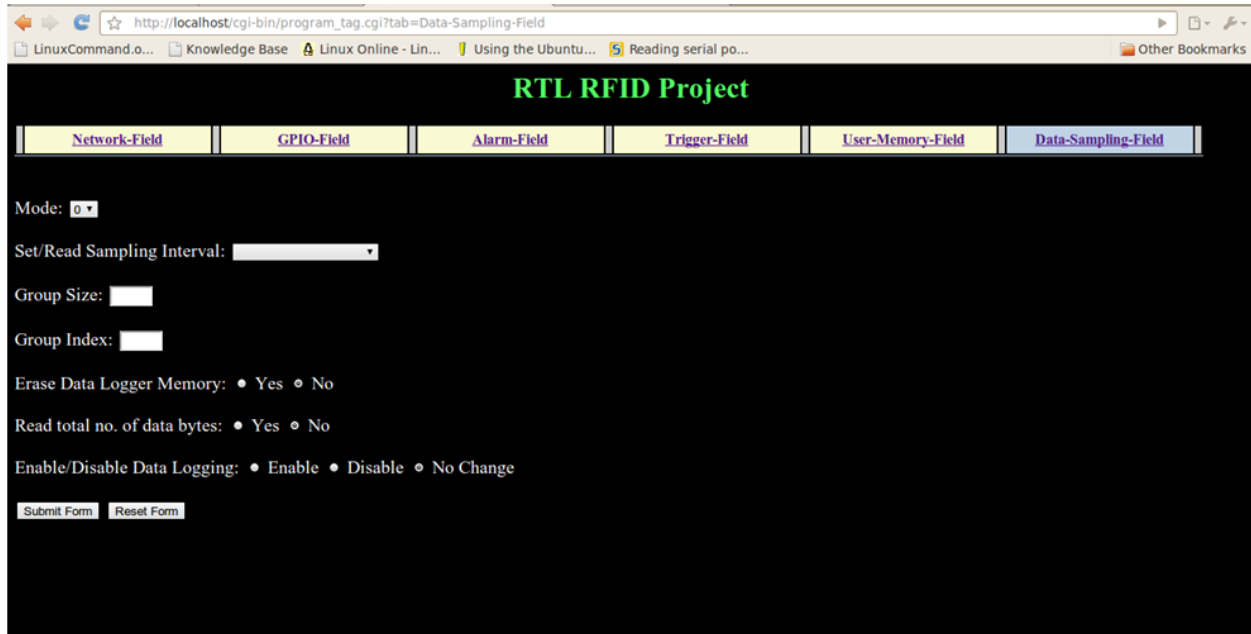 http://localhost/cgi-bin/program_tag.cgi?tab=Data-Sampling-Field
LinuxCommand.o... Knowledge Base Linux Online - Lin... Using the Ubuntu... Reading serial po... Other Bookmarks
RTL RFID Project
Network-Field GPIO-Field Alarm-Field Trigger-Field User-Memory-Field Data-Sampling-Field
Mode: 0
Set/Read Sampling Interval:
Group Size:
Group Index:
Erase Data Logger Memory: Yes No
Read total no. of data bytes: Yes No
Enable/Disable Data Logging: Enable Disable No Change
Submit Form Reset Form